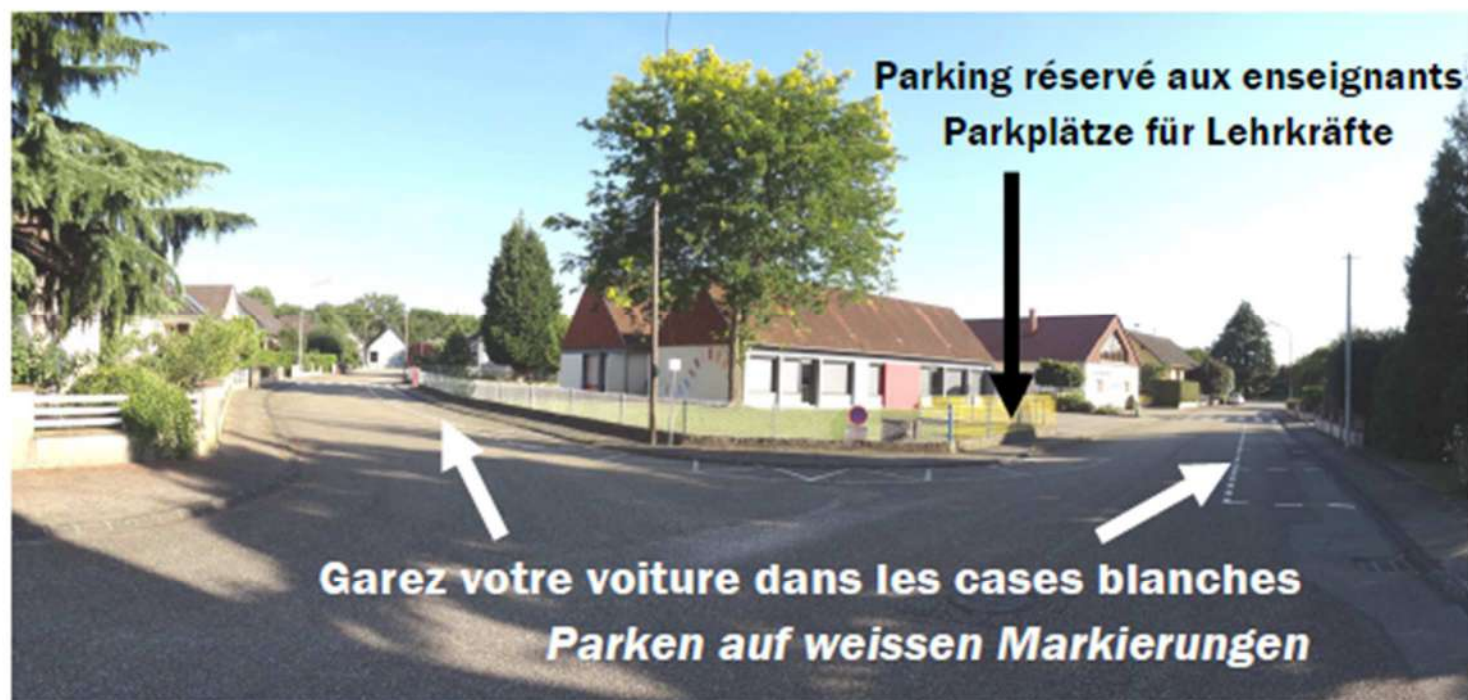 Parking réservé aux enseignants
Parkplätze für Lehrkräfte
Garez votre voiture dans les cases blanches
Parken auf weissen Markierungen